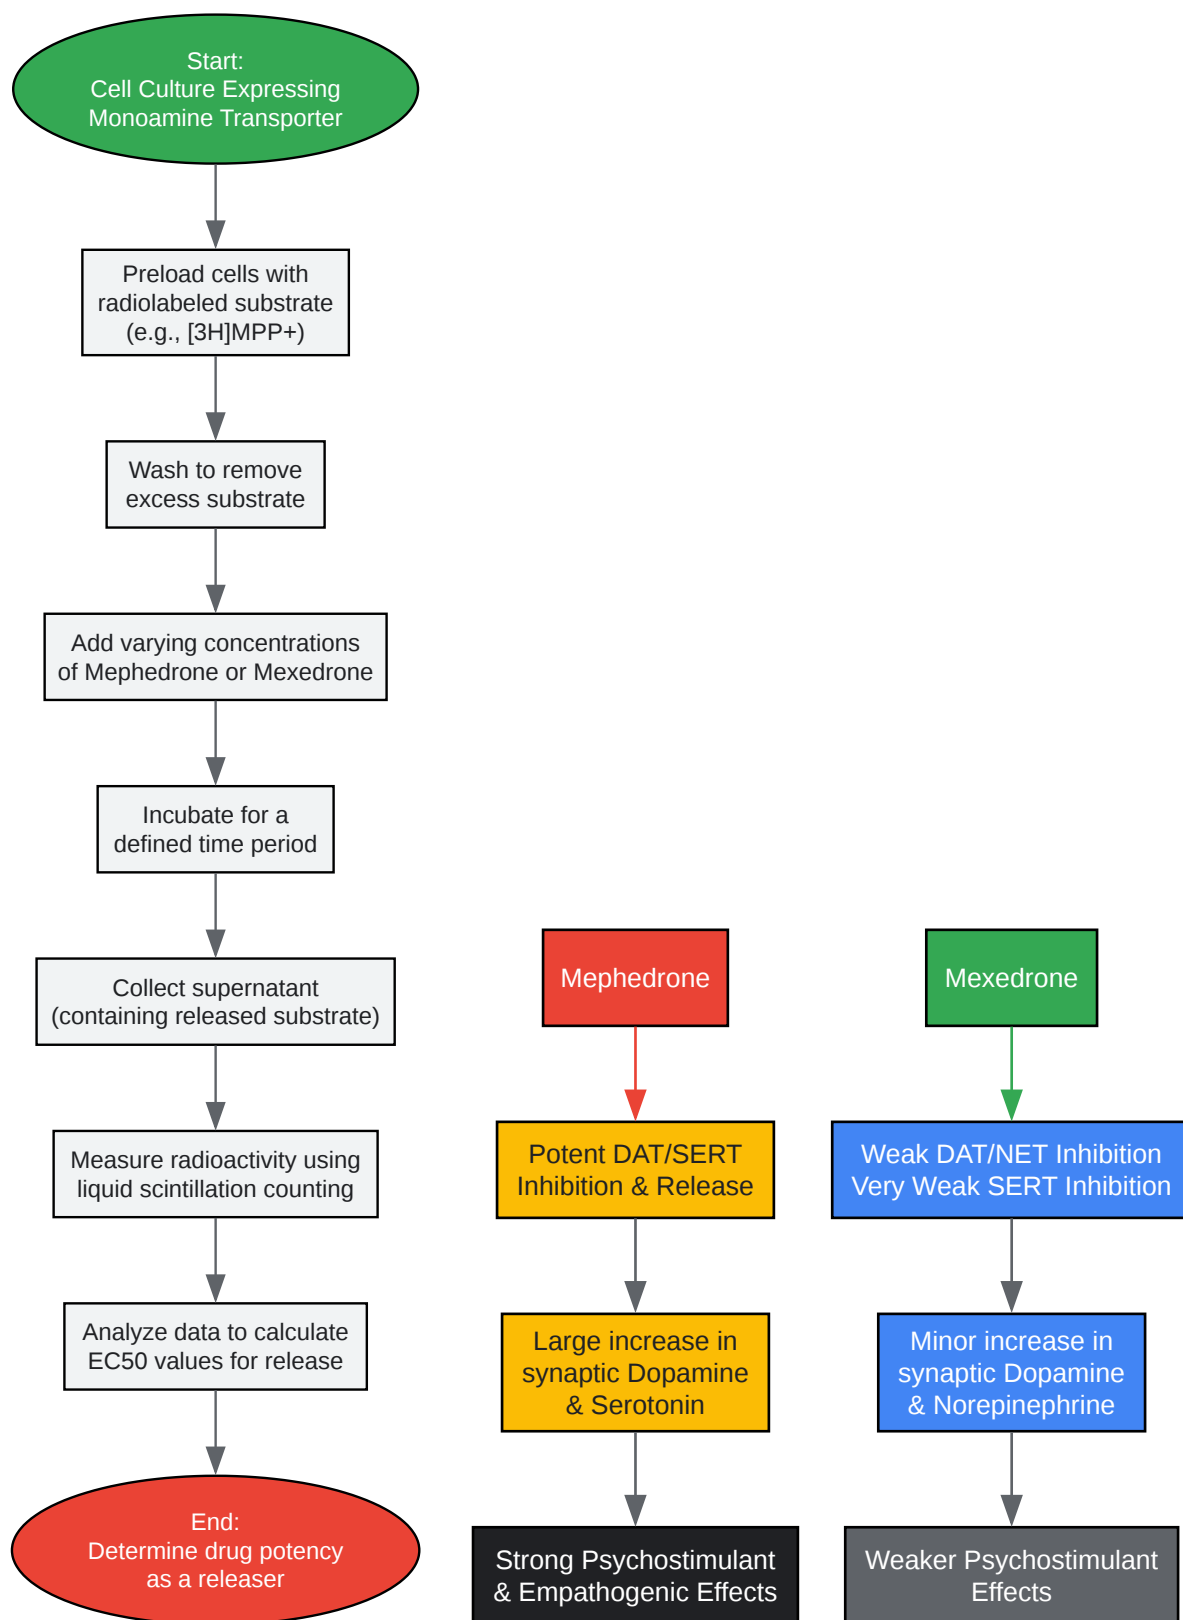 Start:
Cell Culture Expressing
Monoamine Transporter
Preload cells with
radiolabeled substrate
(e.g., [3H]MPP+)
Wash to remove
excess substrate
Add varying concentrations
of Mephedrone or Mexedrone
Incubate for a
defined time period
Collect supernatant
(containing released substrate)
Measure radioactivity using
liquid scintillation counting
Analyze data to calculate
EC50 values for release
End:
Determine drug potency
as a releaser
Mephedrone
Potent DAT/SERT
Inhibition & Release
Large increase in
synaptic Dopamine
& Serotonin
Strong Psychostimulant
& Empathogenic Effects
Mexedrone
Weak DAT/NET Inhibition
Very Weak SERT Inhibition
Minor increase in
synaptic Dopamine
& Norepinephrine
Weaker Psychostimulant
Effects